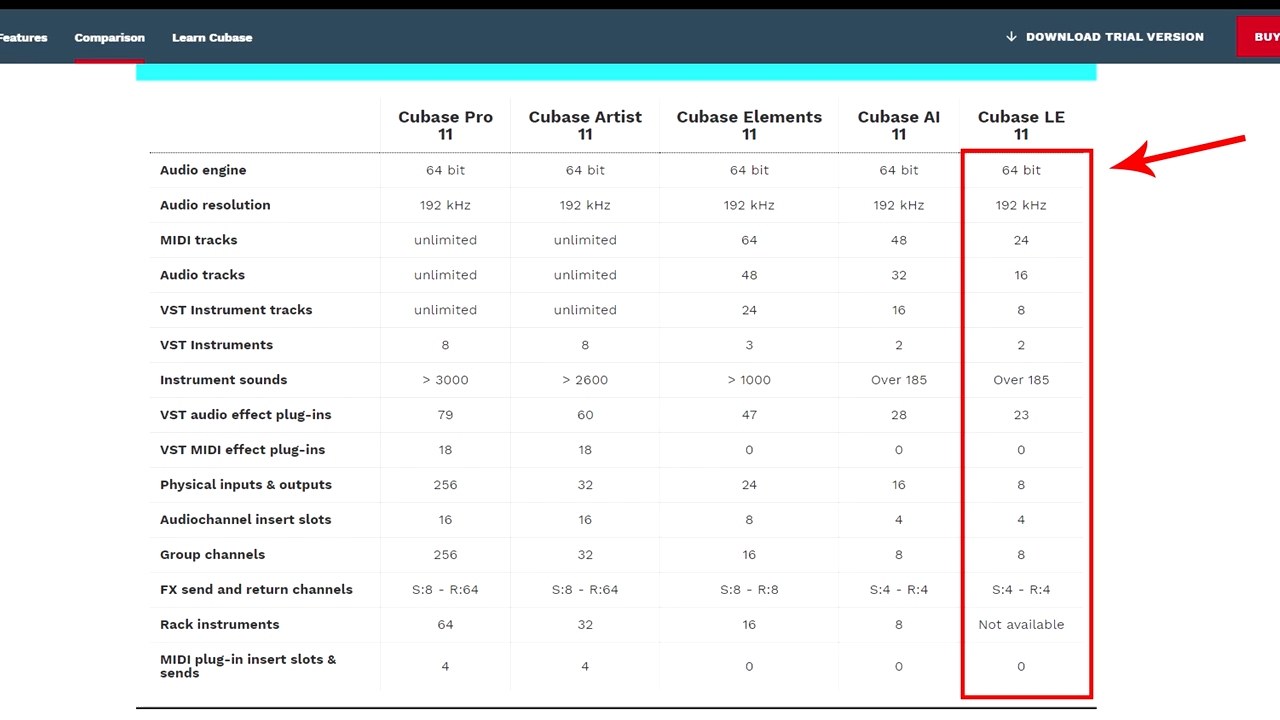 Features Comparison Learn Cubase DOWNLOAD TRIAL VERSION BUY
Cubase Pro 11 Cubase Artist 11 Cubase Elements 11 Cubase AI 11 Cubase LE 11
Audio engine 64 bit 64 bit 64 bit 64 bit 64 bit
Audio resolution 192 kHz 192 kHz 192 kHz 192 kHz 192 kHz
MIDI tracks unlimited unlimited 64 48 24
Audio tracks unlimited unlimited 48 32 16
VST Instrument tracks unlimited unlimited 24 16 8
VST Instruments 8 8 3 2 2
Instrument sounds > 3000 > 2600 > 1000 Over 185 Over 185
VST audio effect plug-ins 79 60 47 28 23
VST MIDI effect plug-ins 18 18 0 0 0
Physical inputs & outputs 256 32 24 16 8
Audiochannel insert slots 16 16 8 4 4
Group channels 256 32 16 8 8
FX send and return channels S:8 - R:64 S:8 - R:64 S:8 - R:8 S:4 - R:4 S:4 - R:4
Rack instruments 64 32 16 8 Not available
MIDI plug-in insert slots & sends 4 4 0 0 0